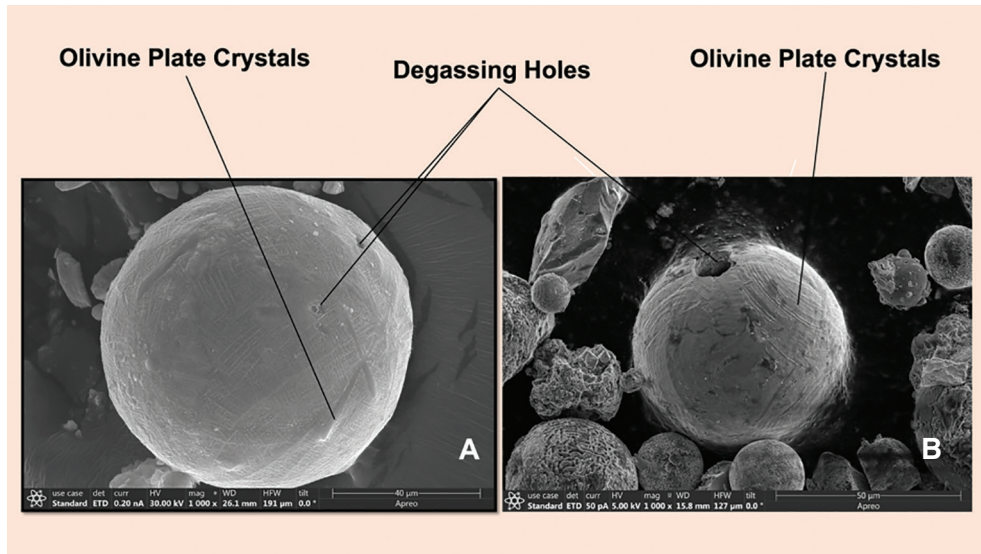 Olivine Plate Crystals
Degassing Holes
Olivine Plate Crystals
A
B
use case det curr HV mag WD HFW tilt
Standard ETD 0.20 nA 30.00 kV 1 000 x 26.1 mm 191 µm 0.0 °
40 µm
Apreo
use case det curr HV mag WD HFW tilt
Standard ETD 50 pA 5.00 kV 1 000 x 15.8 mm 127 µm 0.0 °
50 µm
Apreo